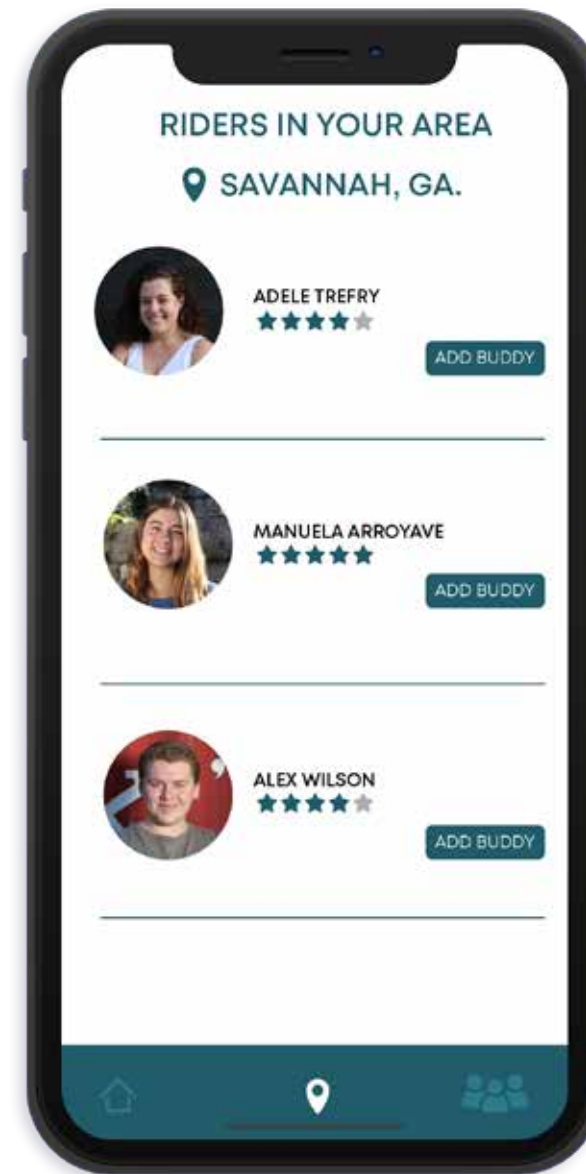 RIDERS IN YOUR AREA
SAVANNAH, GA.
ADELE TREFRY
ADD BUDDY
MANUELA ARROYAVE
ADD BUDDY
ALEX WILSON
ADD BUDDY